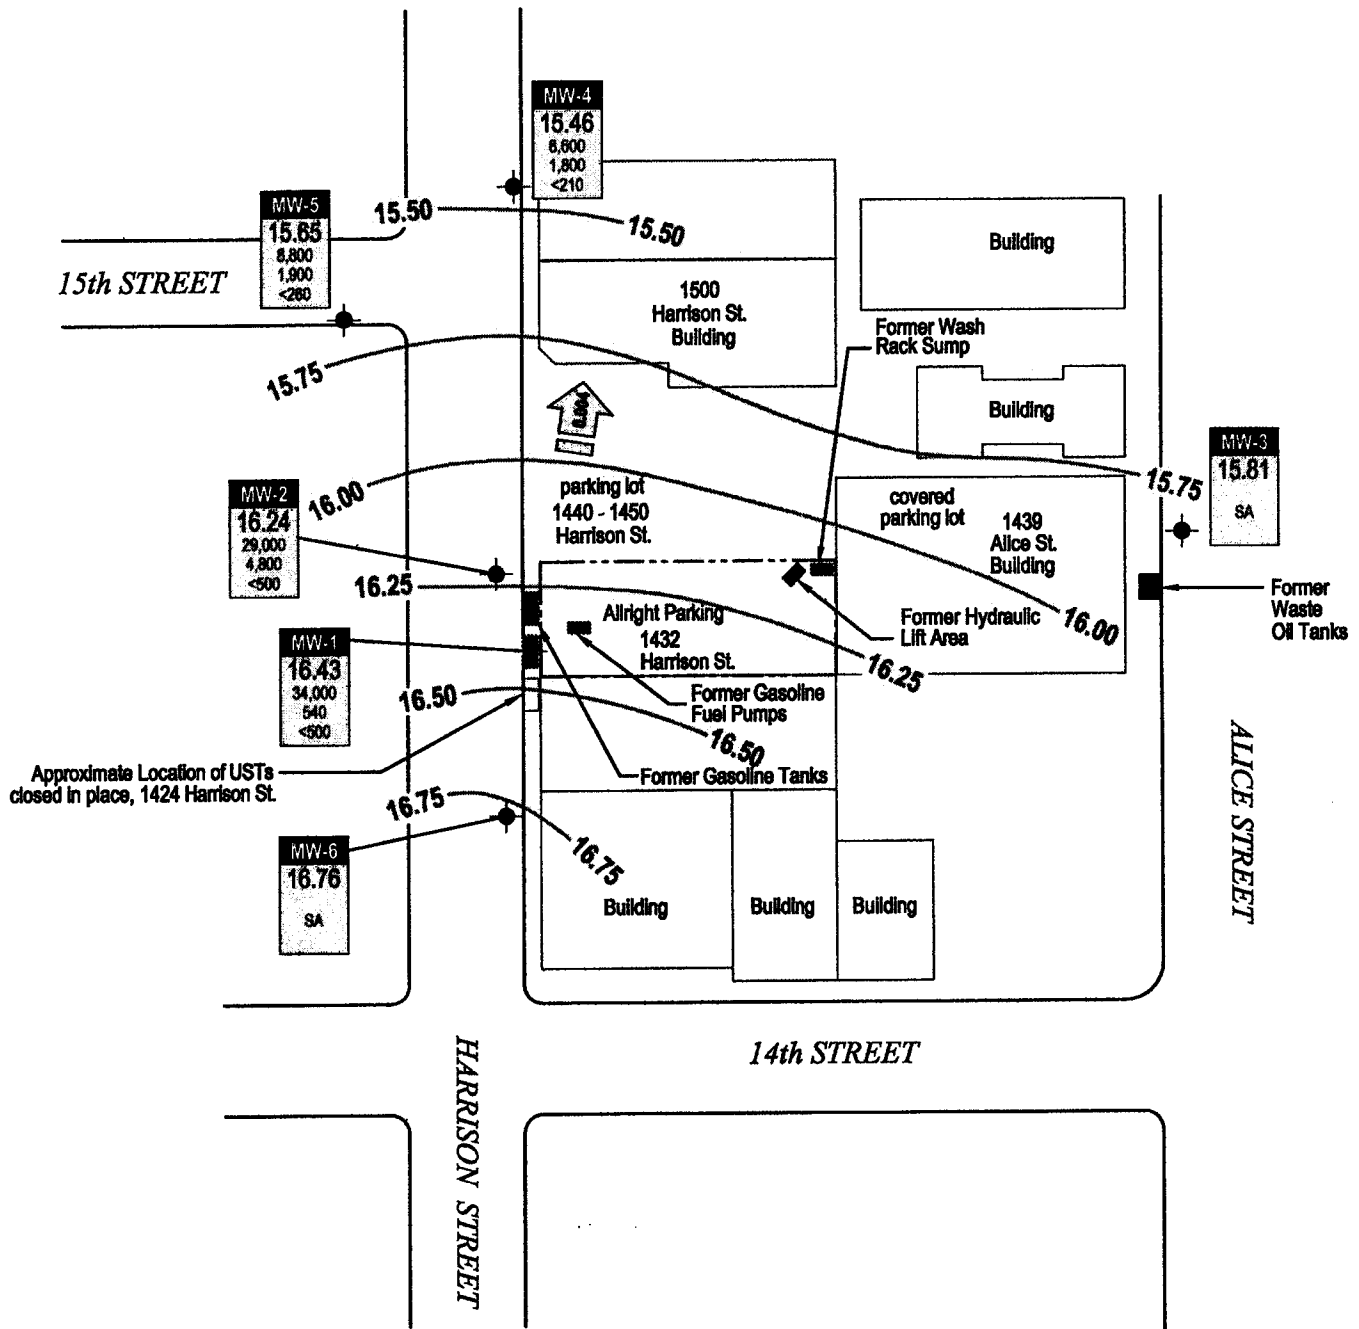 MW-4
15.46
6,600
1,800
<210
MW-5
15.65
8,800
1,900
<260
15.50
15.50
15th STREET
Building
1500
Harrison St.
Building
Former Wash
Rack Sump
15.75
0.004
Building
MW-3
15.81
SA
15.75
MW-2
16.24
29,000
4,800
<500
16.00
parking lot
1440 - 1450
Harrison St.
covered
parking lot
1439
Alice St.
Building
16.25
Allright Parking
1432
Harrison St.
Former Hydraulic
Lift Area
16.00
Former
Waste
Oil Tanks
MW-1
16.43
34,000
540
<500
16.25
16.50
Former Gasoline
Fuel Pumps
16.50
Approximate Location of USTs
closed in place, 1424 Harrison St.
Former Gasoline Tanks
16.75
16.75
MW-6
16.76
SA
Building
Building
Building
ALICE STREET
14th STREET
HARRISON STREET